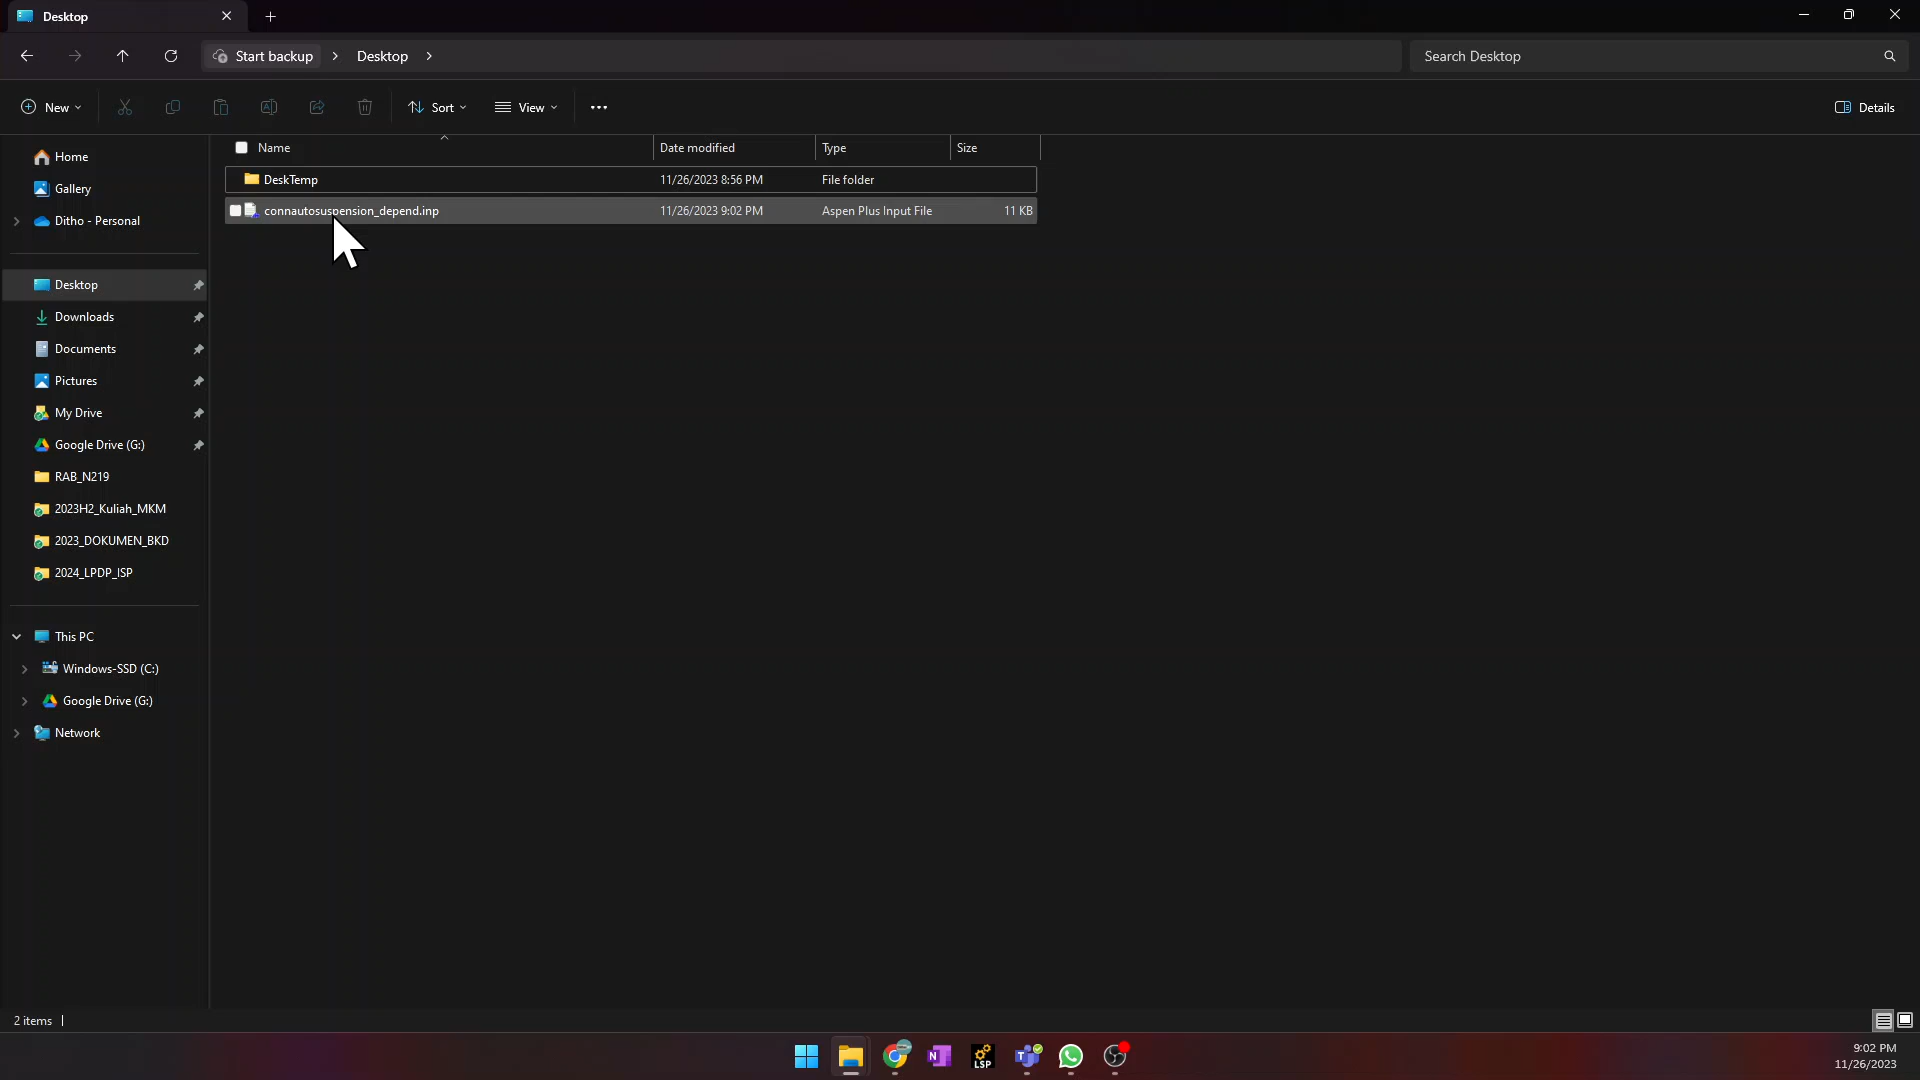 Desktop
Start backup > Desktop >
Search Desktop
New
Sort
View
Details
Name
Date modified
Type
Size
DeskTemp
11/26/2023 8:56 PM
File folder
connautosuspension_depend.inp
11/26/2023 9:02 PM
Aspen Plus Input File
11 KB
Home
Gallery
Ditho - Personal
Desktop
Downloads
Documents
Pictures
My Drive
Google Drive (G:)
RAB_N219
2023H2_Kuliah_MKM
2023_DOKUMEN_BKD
2024_LPDP_ISP
This PC
Windows-SSD (C:)
Google Drive (G:)
Network
2 items
N
LSP
T
9:02 PM
11/26/2023